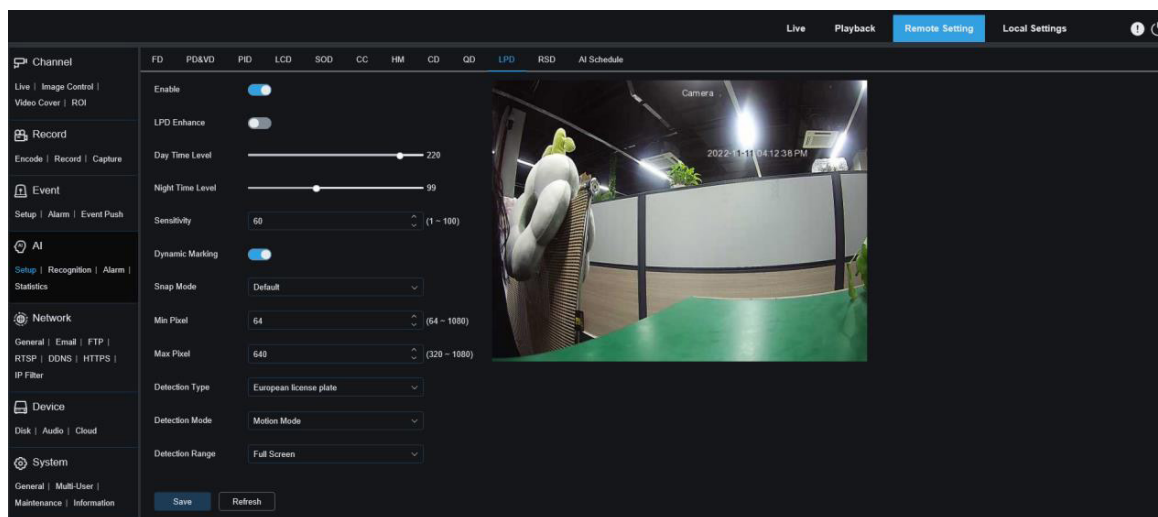 Live Playback Remote Setting Local Settings
Channel
Live | Image Control |
Video Cover | ROI
Record
Encode | Record | Capture
Event
Setup | Alarm | Event Push
AI
Setup | Recognition | Alarm |
Statistics
Network
General | Email | FTP |
RTSP | DDNS | HTTPS |
IP Filter
Device
Disk | Audio | Cloud
System
General | Multi-User |
Maintenance | Information
FD PD&VD PID LCD SOD CC HM CD QD LPD RSD AI Schedule
Enable
LPD Enhance
Day Time Level 220
Night Time Level 99
Sensitivity 60 (1 ~ 100)
Dynamic Marking
Snap Mode Default
Min Pixel 64 (64 ~ 1080)
Max Pixel 640 (320 ~ 1080)
Detection Type European license plate
Detection Mode Motion Mode
Detection Range Full Screen
Save Refresh
Camera
2022-11-11 04:12:38 PM